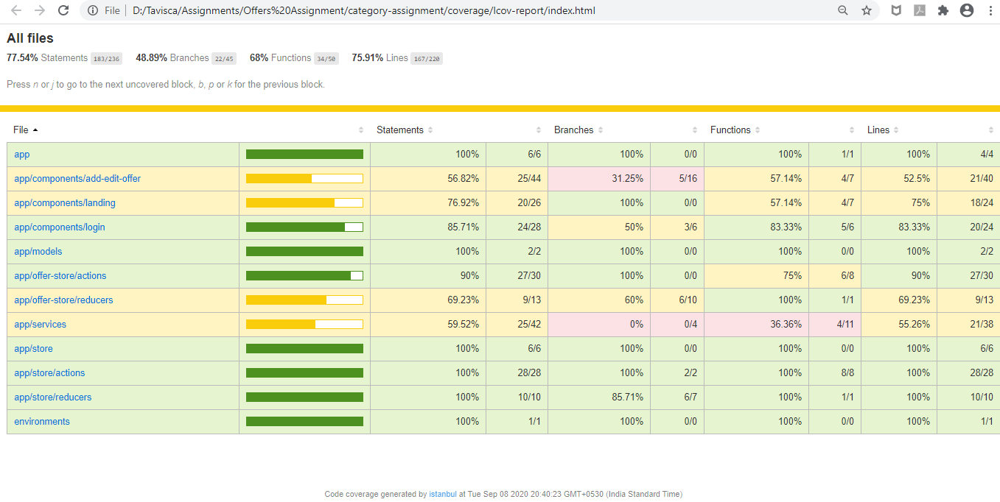 File D:/Tavisca/Assignments/Offers%20Assignment/category-assignment/coverage/lcov-report/index.html
All files
77.54% Statements 183/236 48.89% Branches 22/45 68% Functions 34/50 75.91% Lines 167/220
Press n or j to go to the next uncovered block, b, p or k for the previous block.
File Statements Branches Functions Lines
app 100% 6/6 100% 0/0 100% 1/1 100% 4/4
app/components/add-edit-offer 56.82% 25/44 31.25% 5/16 57.14% 4/7 52.5% 21/40
app/components/landing 76.92% 20/26 100% 0/0 57.14% 4/7 75% 18/24
app/components/login 85.71% 24/28 50% 3/6 83.33% 5/6 83.33% 20/24
app/models 100% 2/2 100% 0/0 100% 0/0 100% 2/2
app/offer-store/actions 90% 27/30 100% 0/0 75% 6/8 90% 27/30
app/offer-store/reducers 69.23% 9/13 60% 6/10 100% 1/1 69.23% 9/13
app/services 59.52% 25/42 0% 0/4 36.36% 4/11 55.26% 21/38
app/store 100% 6/6 100% 0/0 100% 0/0 100% 6/6
app/store/actions 100% 28/28 100% 2/2 100% 8/8 100% 28/28
app/store/reducers 100% 10/10 85.71% 6/7 100% 1/1 100% 10/10
environments 100% 1/1 100% 0/0 100% 0/0 100% 1/1
Code coverage generated by istanbul at Tue Sep 08 2020 20:40:23 GMT+0530 (India Standard Time)